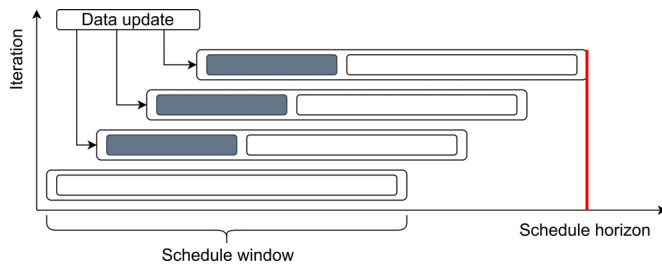 Data update
Iteration
Schedule horizon
Schedule window